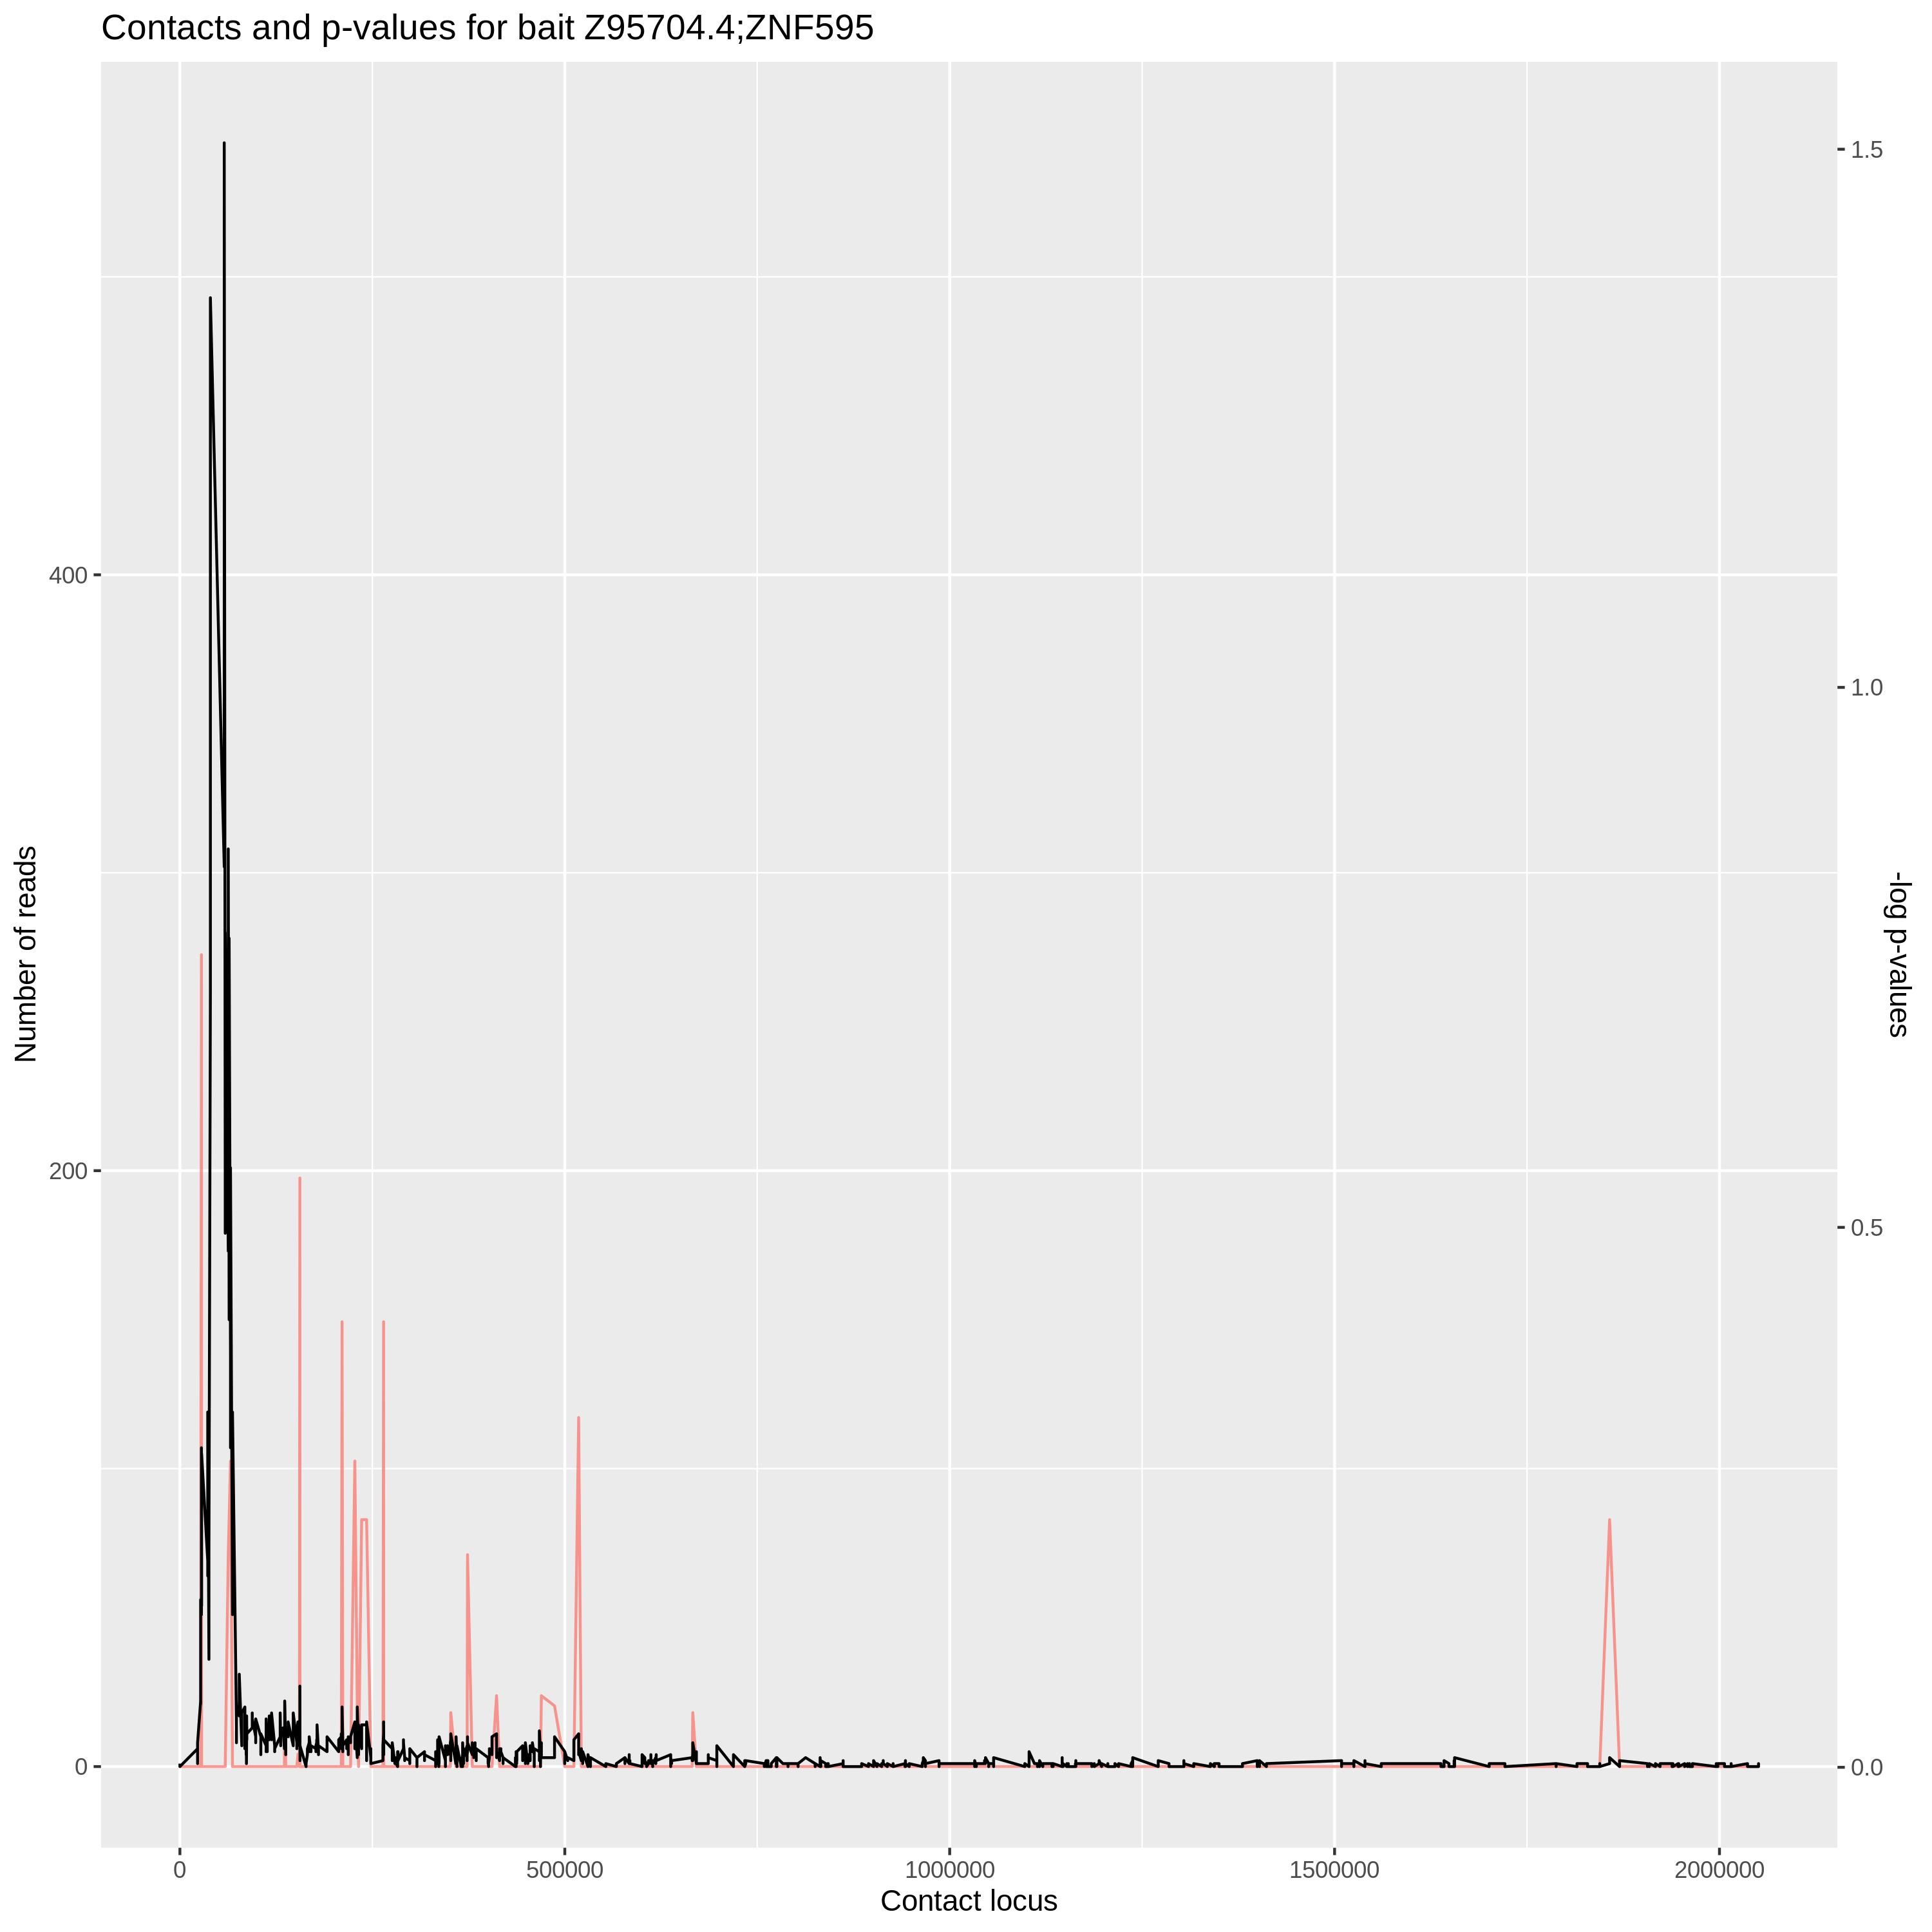 Contacts and p-values for bait Z95704.4;ZNF595
Number of reads
400
200
0
1.5
1.0
0.5
0.0
-log p-values
0 500000 1000000 1500000 2000000
Contact locus